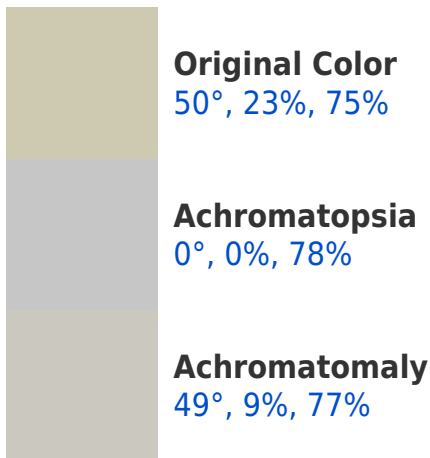 Original Color
50°, 23%, 75%
Achromatopsia
0°, 0%, 78%
Achromatomaly
49°, 9%, 77%